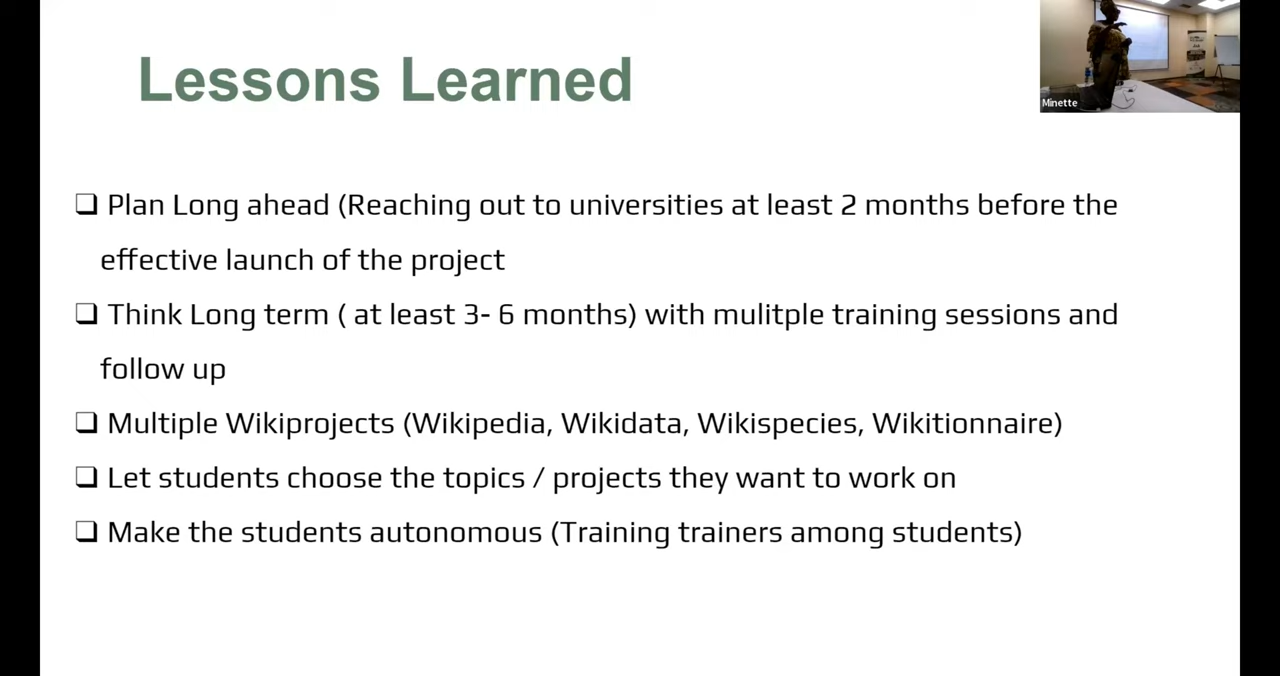 Lessons Learned
Minette
❑ Plan Long ahead (Reaching out to universities at least 2 months before the
effective launch of the project
❑ Think Long term ( at least 3- 6 months) with mulitple training sessions and
follow up
❑ Multiple Wikiprojects (Wikipedia, Wikidata, Wikispecies, Wikitionnaire)
❑ Let students choose the topics / projects they want to work on
❑ Make the students autonomous (Training trainers among students)